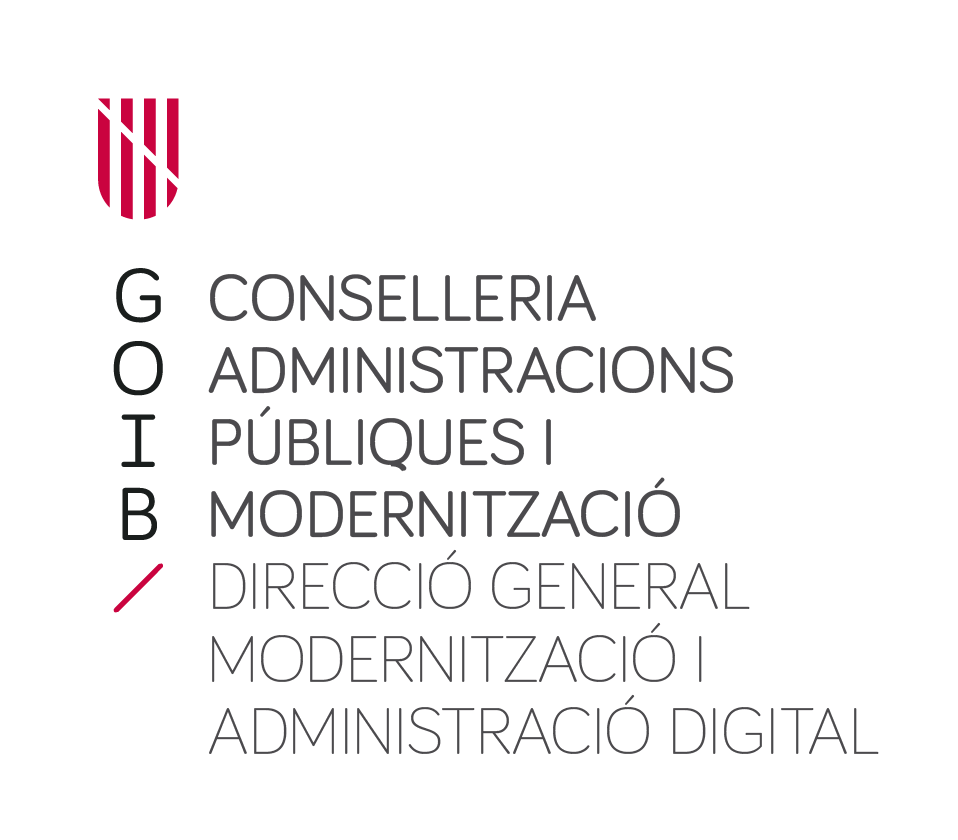 G CONSELLERIA
O ADMINISTRACIONS
I PÚBLIQUES I
B MODERNITZACIÓ
/ DIRECCIÓ GENERAL
MODERNITZACIÓ I
ADMINISTRACIÓ DIGITAL